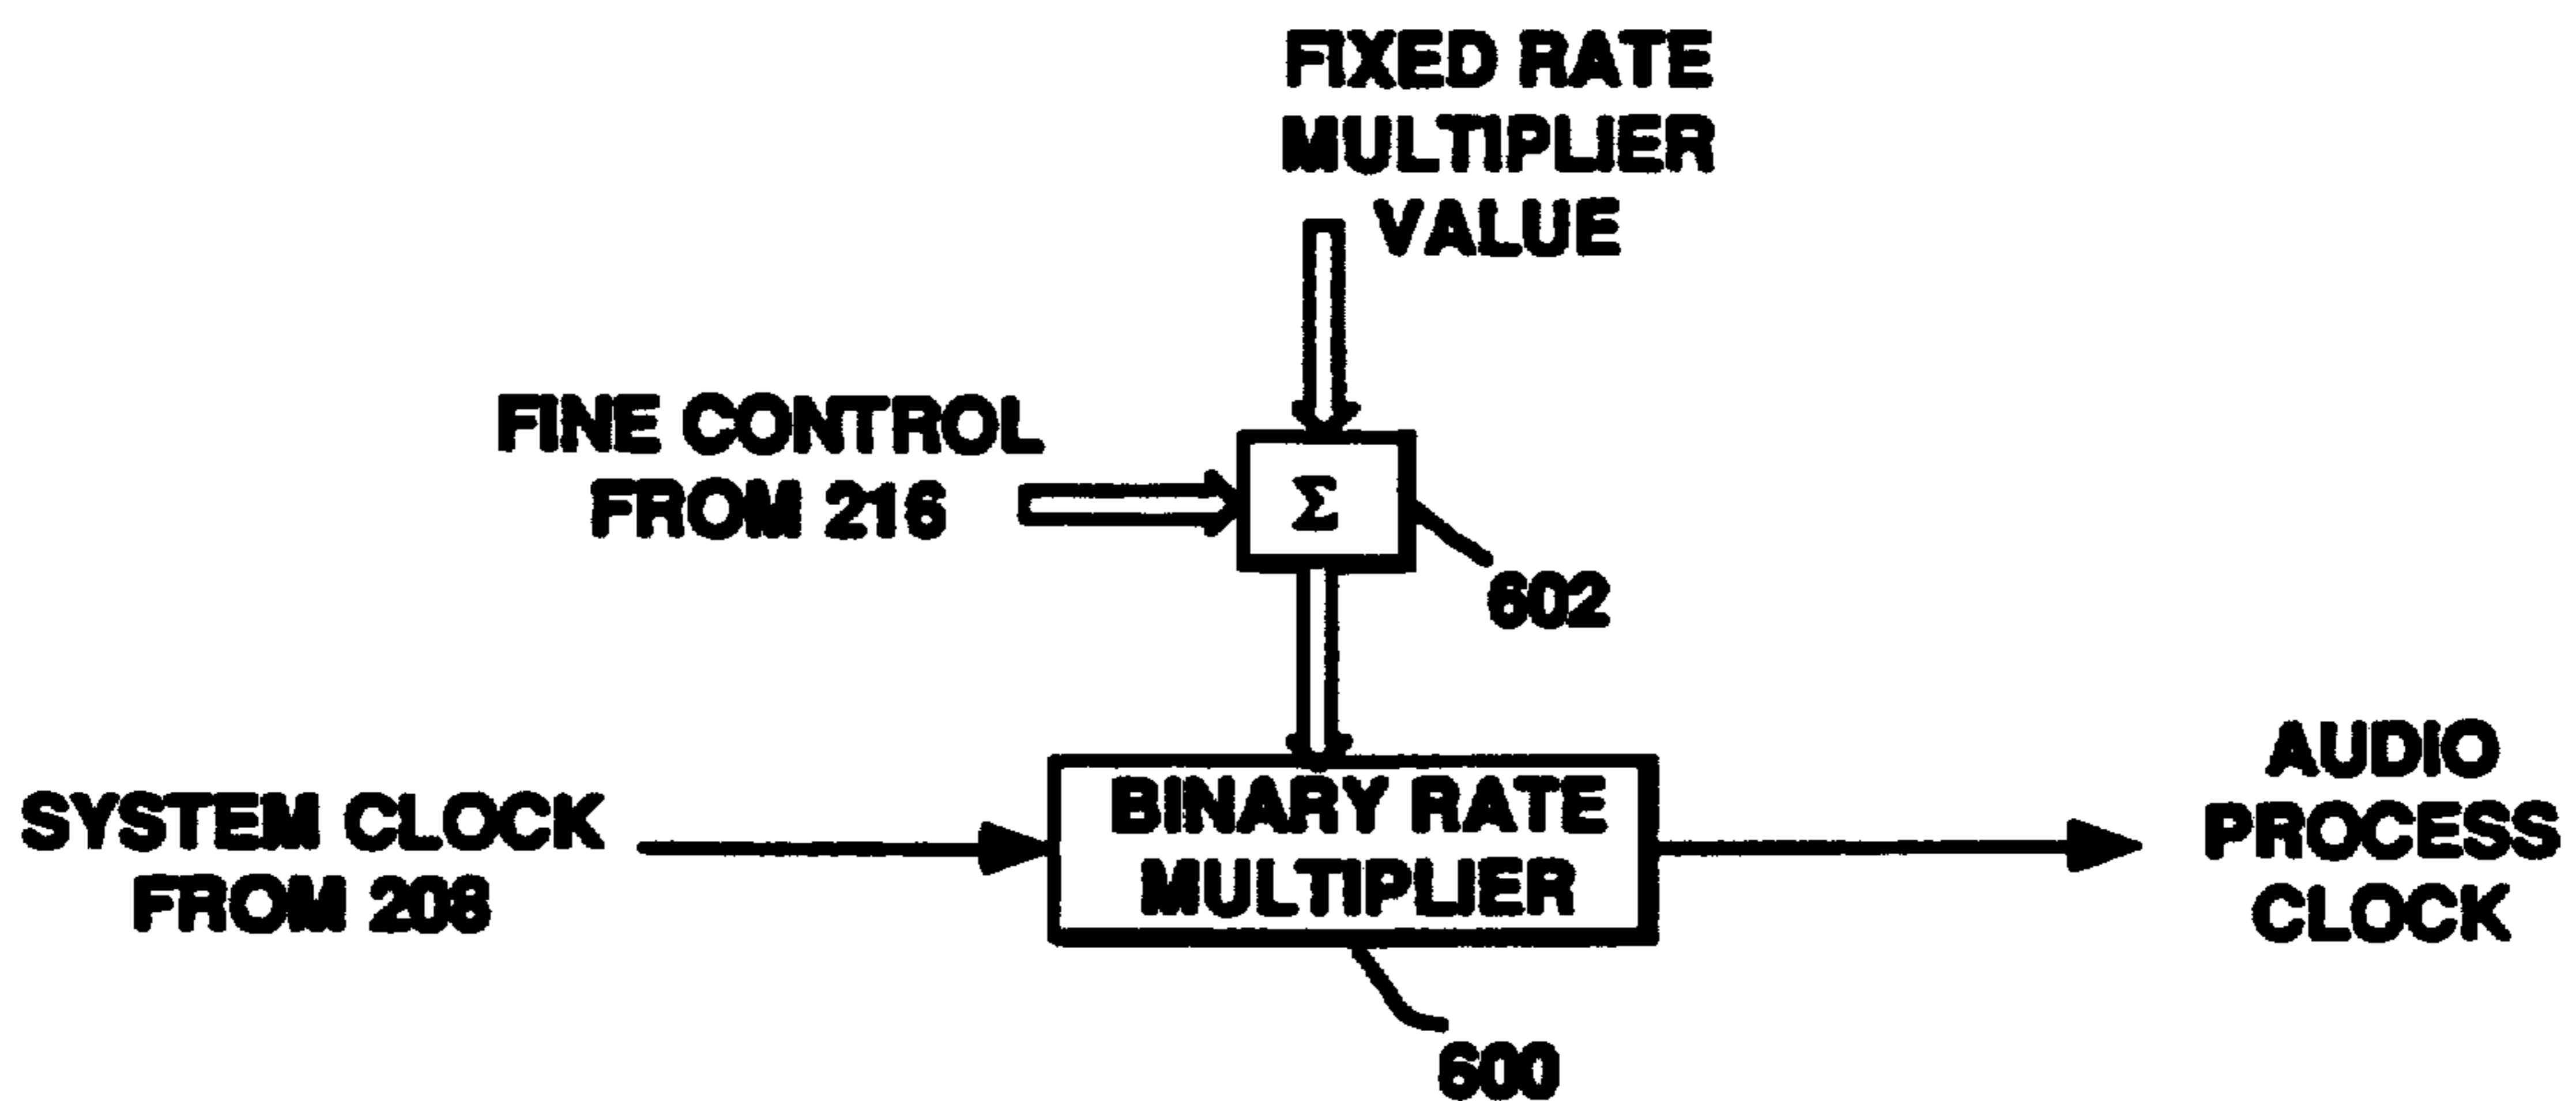 FIXED RATE
MULTIPLIER
VALUE
FINE CONTROL
FROM 216
Σ
602
SYSTEM CLOCK
FROM 208
BINARY RATE
MULTIPLIER
AUDIO
PROCESS
CLOCK
600